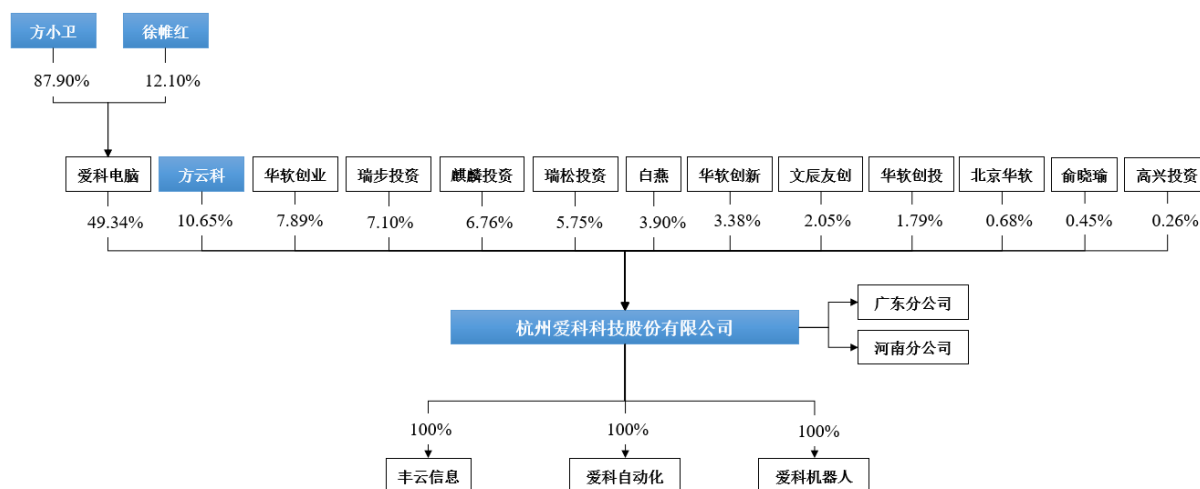 方小卫 徐帷红
87.90% 12.10%
爱科电脑 方云科 华软创业 瑞步投资 麒麟投资 瑞松投资 白燕 华软创新 文辰友创 华软创投 北京华软 俞晓瑜 高兴投资
49.34% 10.65% 7.89% 7.10% 6.76% 5.75% 3.90% 3.38% 2.05% 1.79% 0.68% 0.45% 0.26%
广东分公司
杭州爱科科技股份有限公司
河南分公司
100% 100% 100%
丰云信息 爱科自动化 爱科机器人